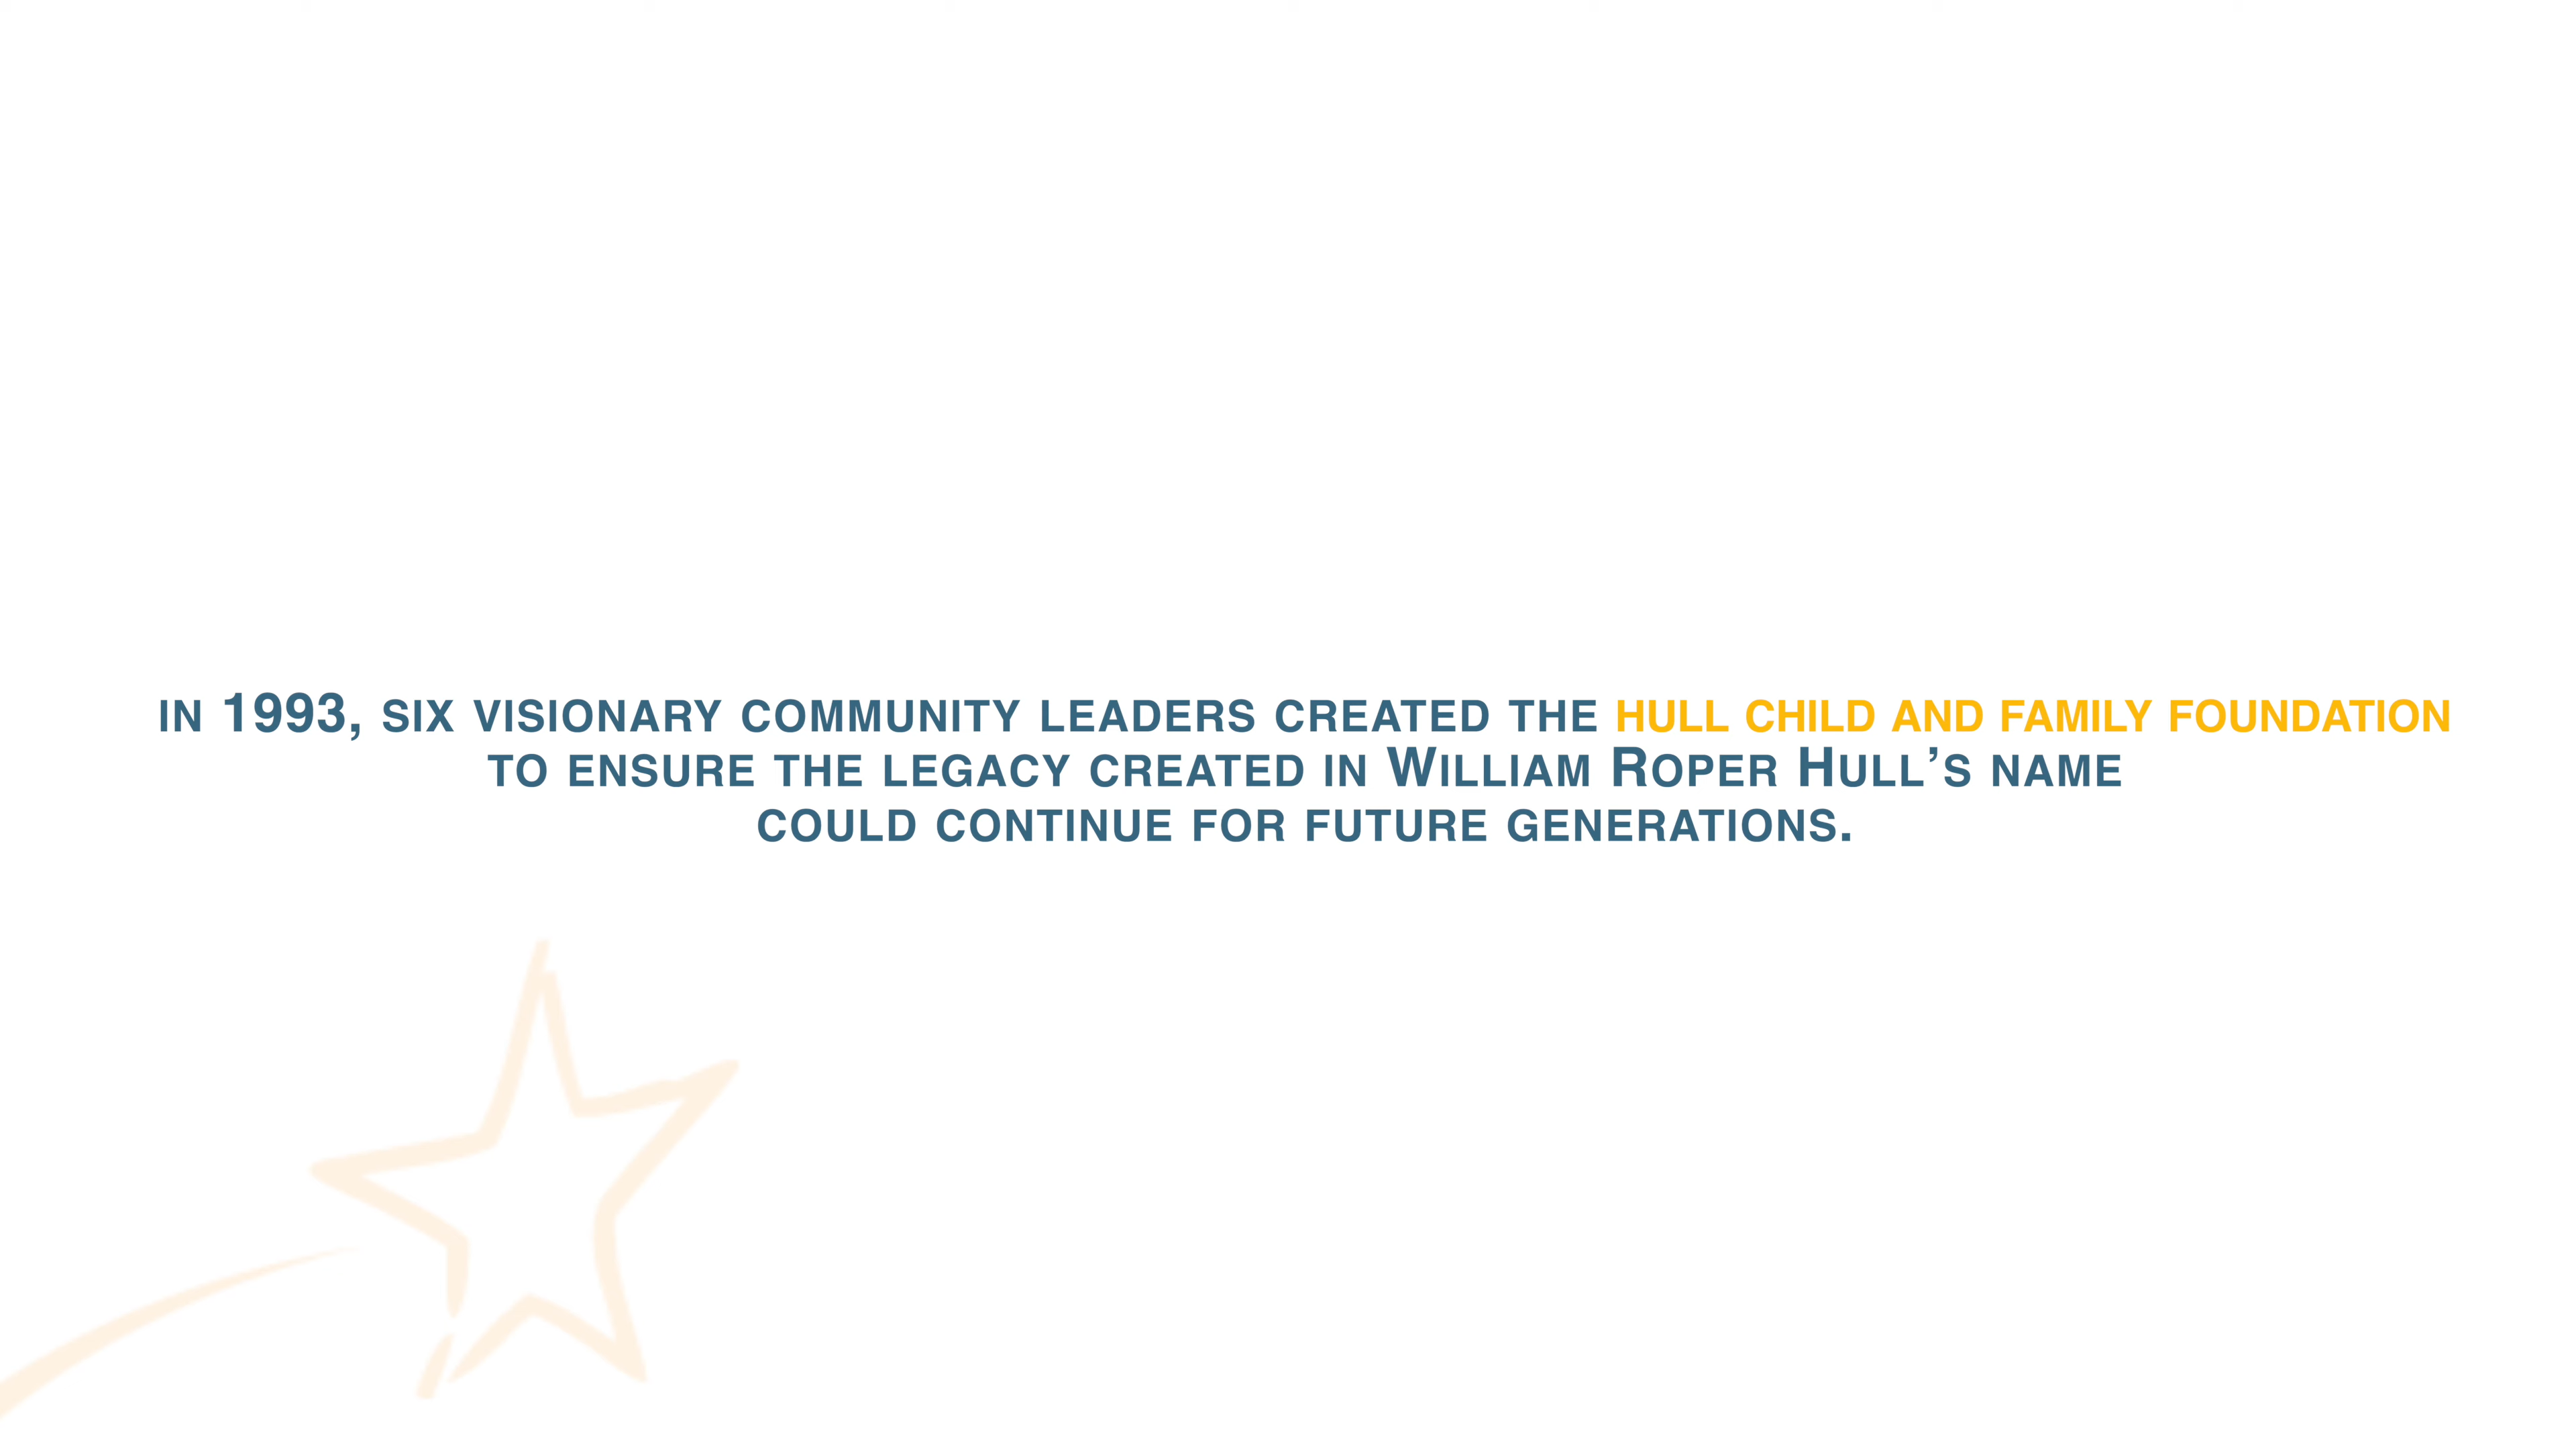 IN 1993, SIX VISIONARY COMMUNITY LEADERS CREATED THE HULL CHILD AND FAMILY FOUNDATION
TO ENSURE THE LEGACY CREATED IN WILLIAM ROPER HULL’S NAME
COULD CONTINUE FOR FUTURE GENERATIONS.